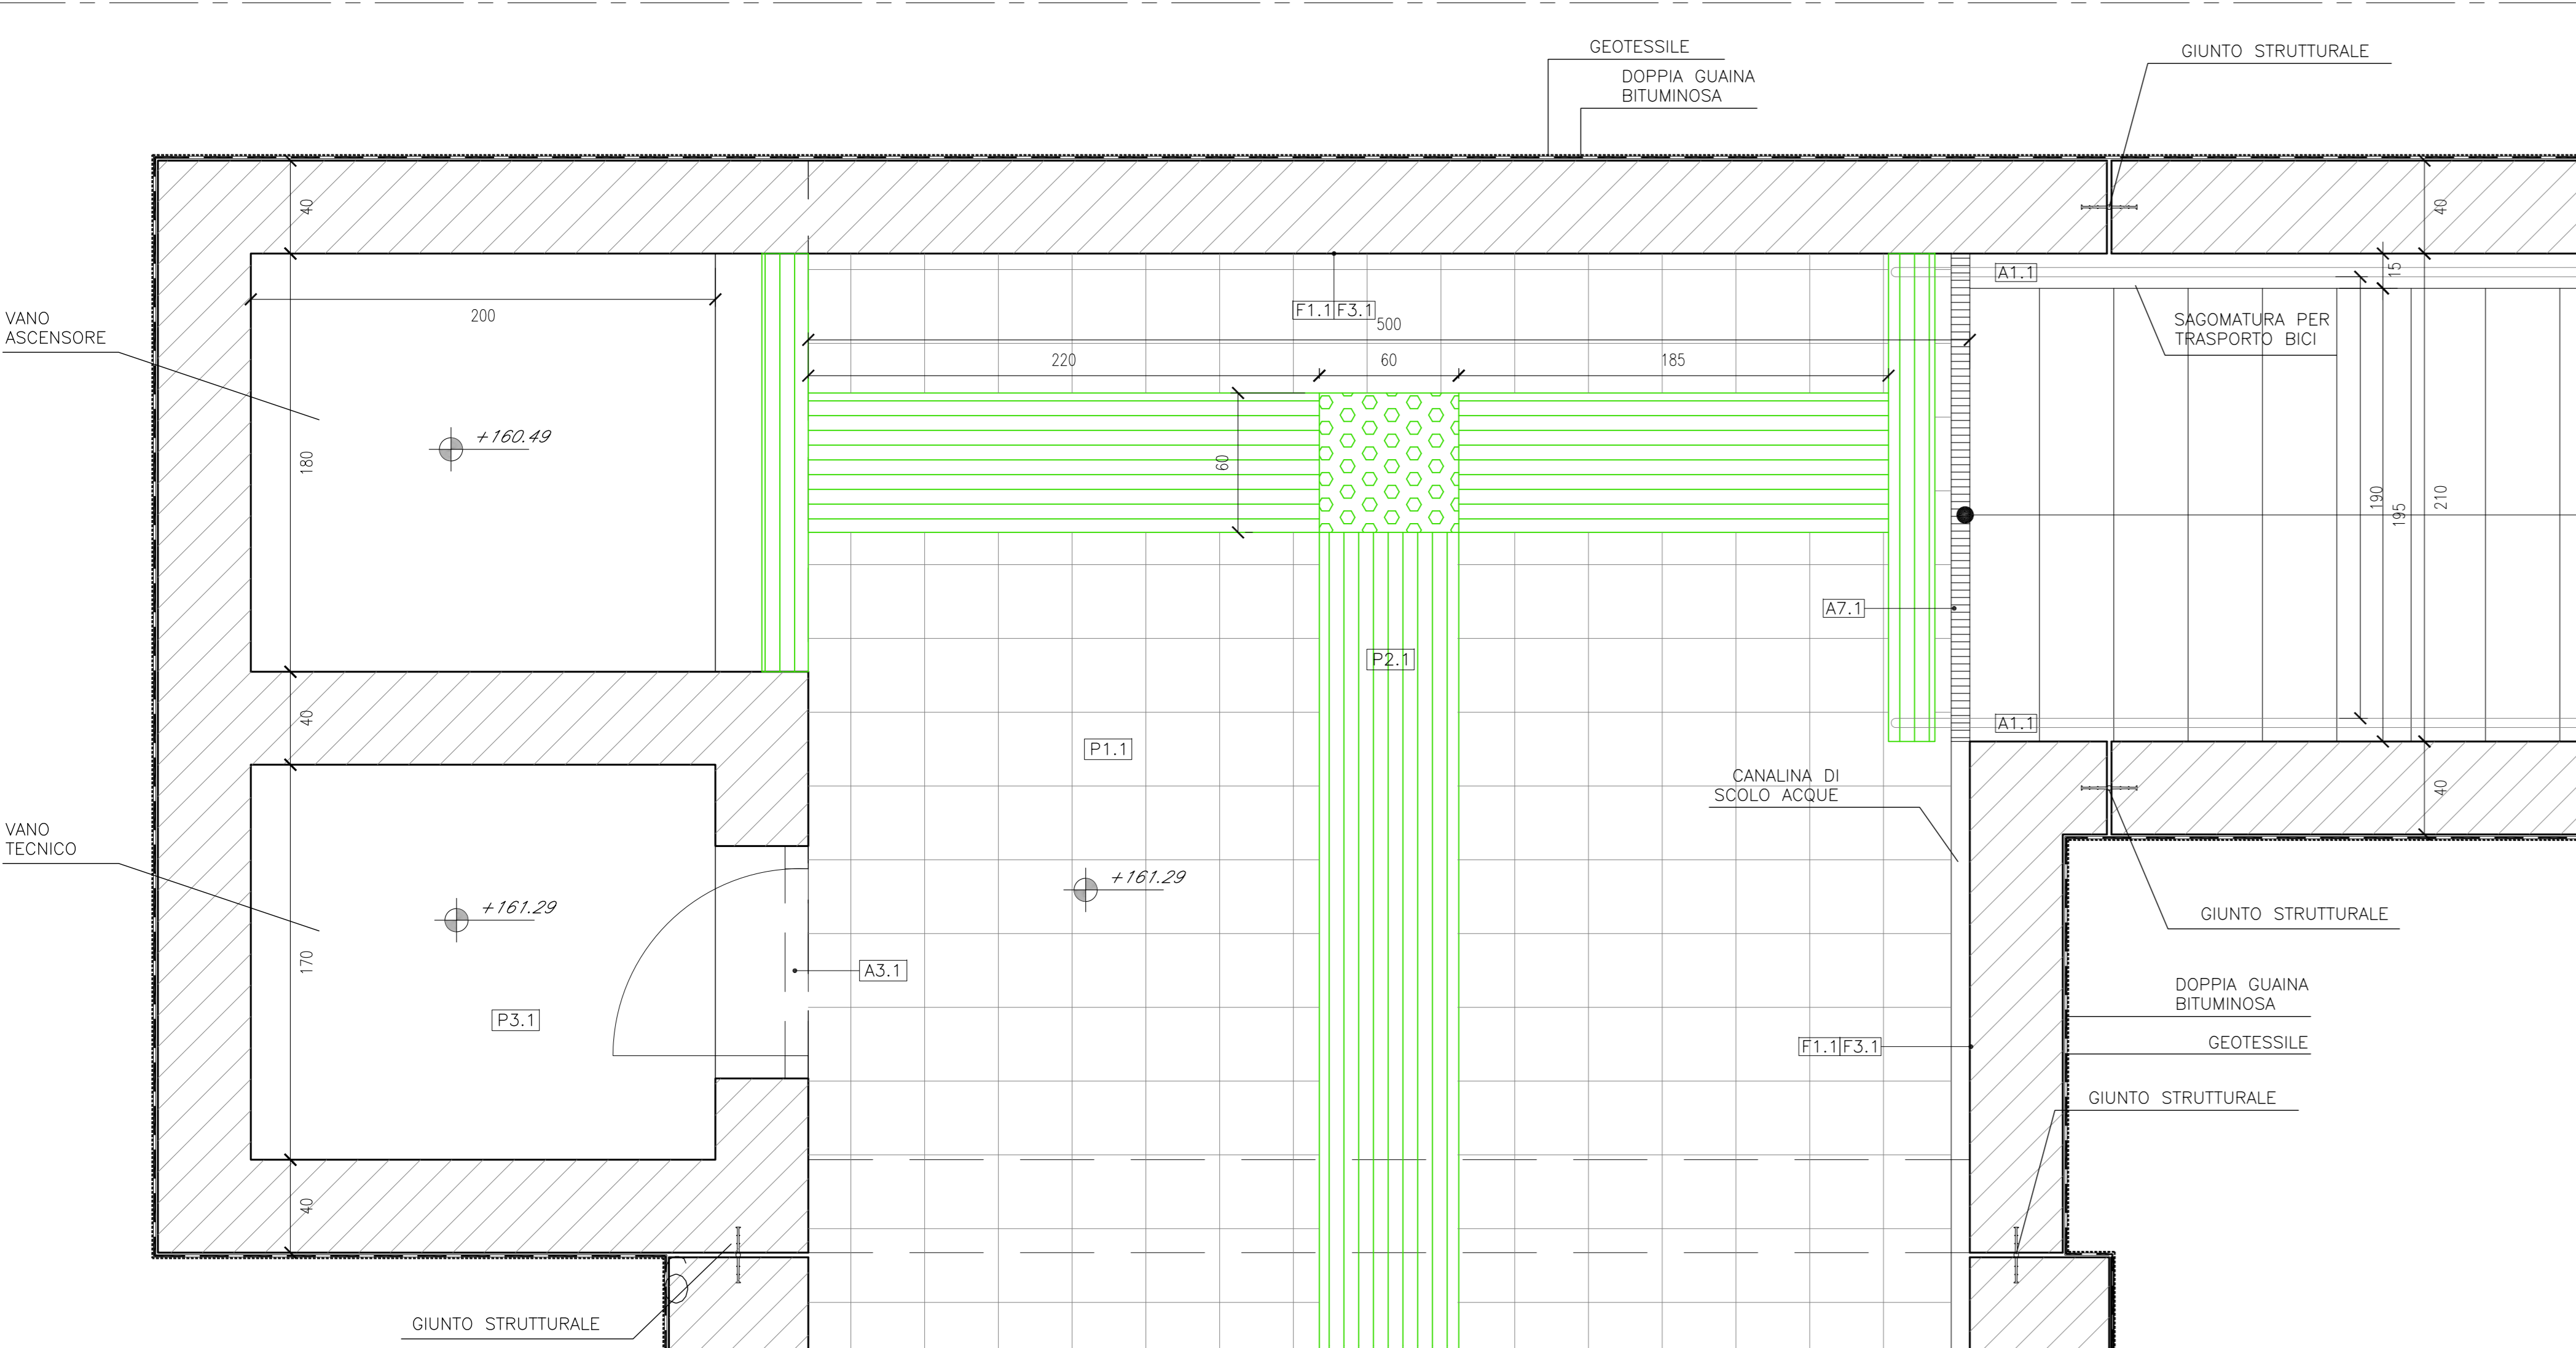 GEOTESSILE
DOPPIA GUAINA
BITUMINOSA
GIUNTO STRUTTURALE
40
40
15
A1.1
200
F1.1 F3.1
500
SAGOMATURA PER
TRASPORTO BICI
VANO
ASCENSORE
220
60
185
+160.49
180
60
190
195
210
A7.1
P2.1
40
A1.1
P1.1
CANALINA DI
SCOLO ACQUE
40
VANO
TECNICO
+161.29
+161.29
GIUNTO STRUTTURALE
170
A3.1
DOPPIA GUAINA
BITUMINOSA
P3.1
F1.1 F3.1
GEOTESSILE
GIUNTO STRUTTURALE
40
GIUNTO STRUTTURALE